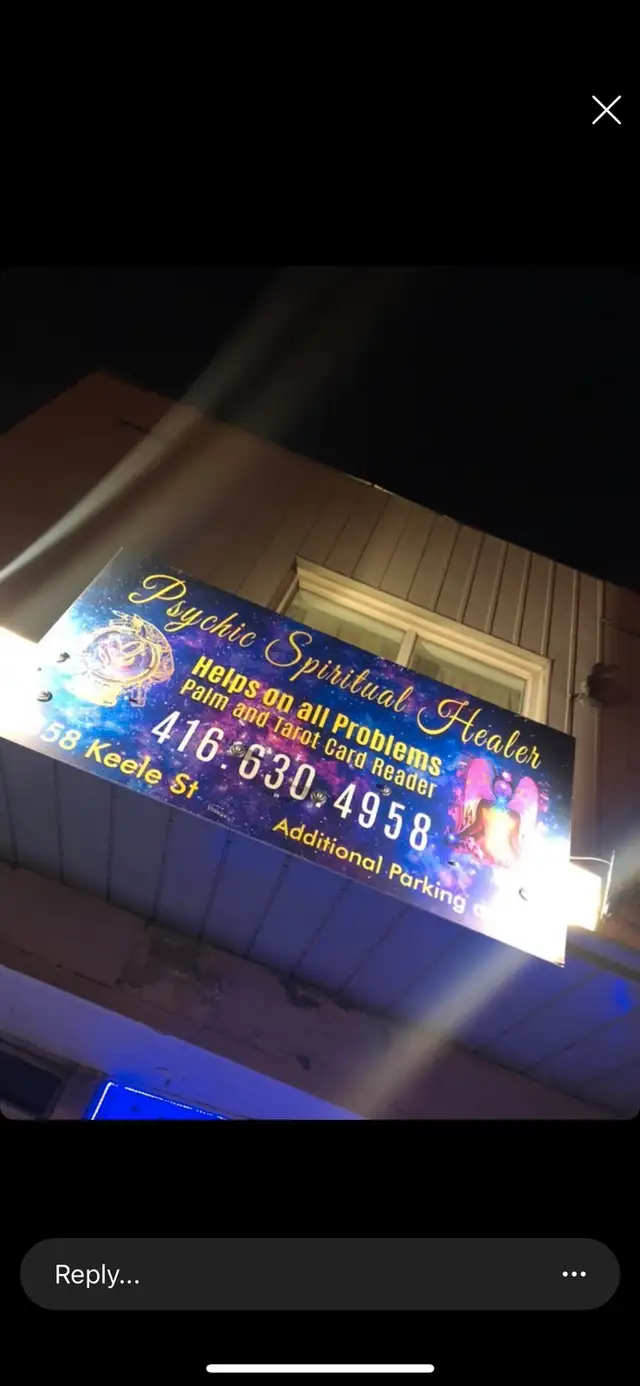 Psychic Spiritual Healer
Helps on all Problems
Palm and Tarot Card Reader
416.630.4958
58 Keele St
Additional Parking
Reply...